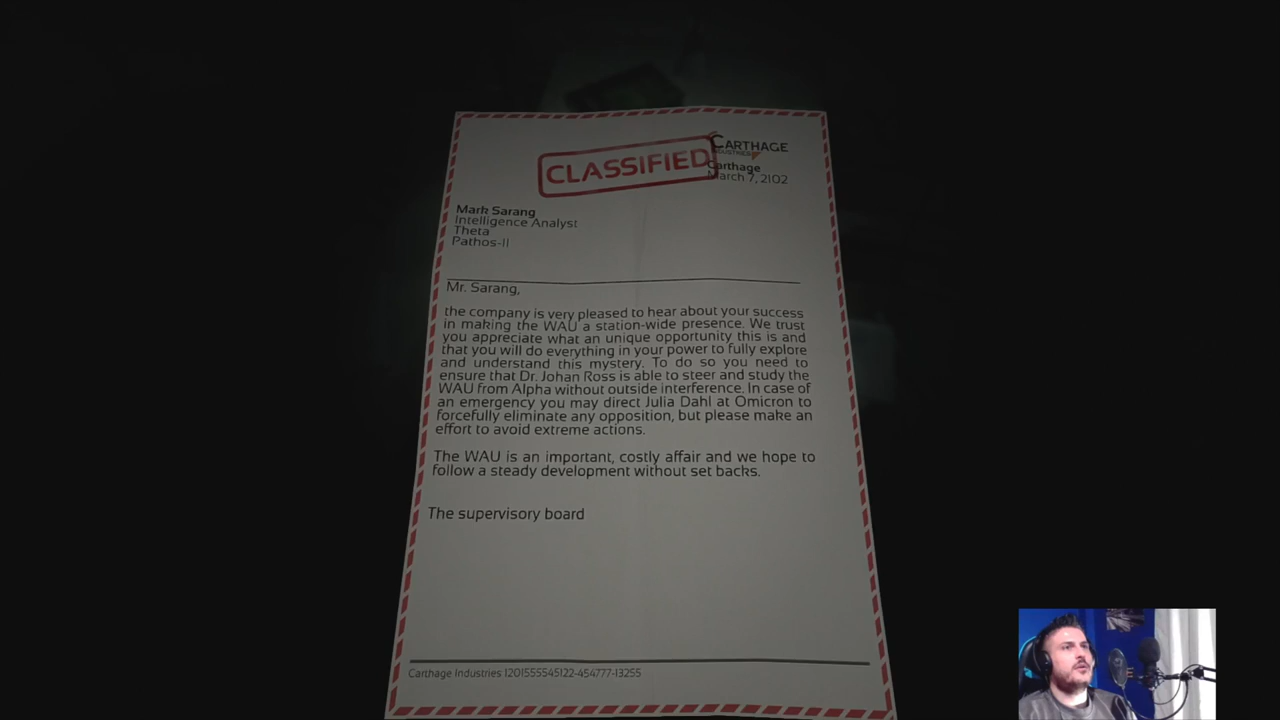 CLASSIFIED
CARTHAGE
INDUSTRIES
Carthage
March 7, 2102
Mark Sarang
Intelligence Analyst
Theta
Pathos-II
Mr. Sarang,
the company is very pleased to hear about your success
in making the WAU a station-wide presence. We trust
you appreciate what an unique opportunity this is and
that you will do everything in your power to fully explore
and understand this mystery. To do so you need to
ensure that Dr. Johan Ross is able to steer and study the
WAU from Alpha without outside interference. In case of
an emergency you may direct Julia Dahl at Omicron to
forcefully eliminate any opposition, but please make an
effort to avoid extreme actions.
The WAU is an important, costly affair and we hope to
follow a steady development without set backs.
The supervisory board
Carthage Industries 1201555545122-454777-13255